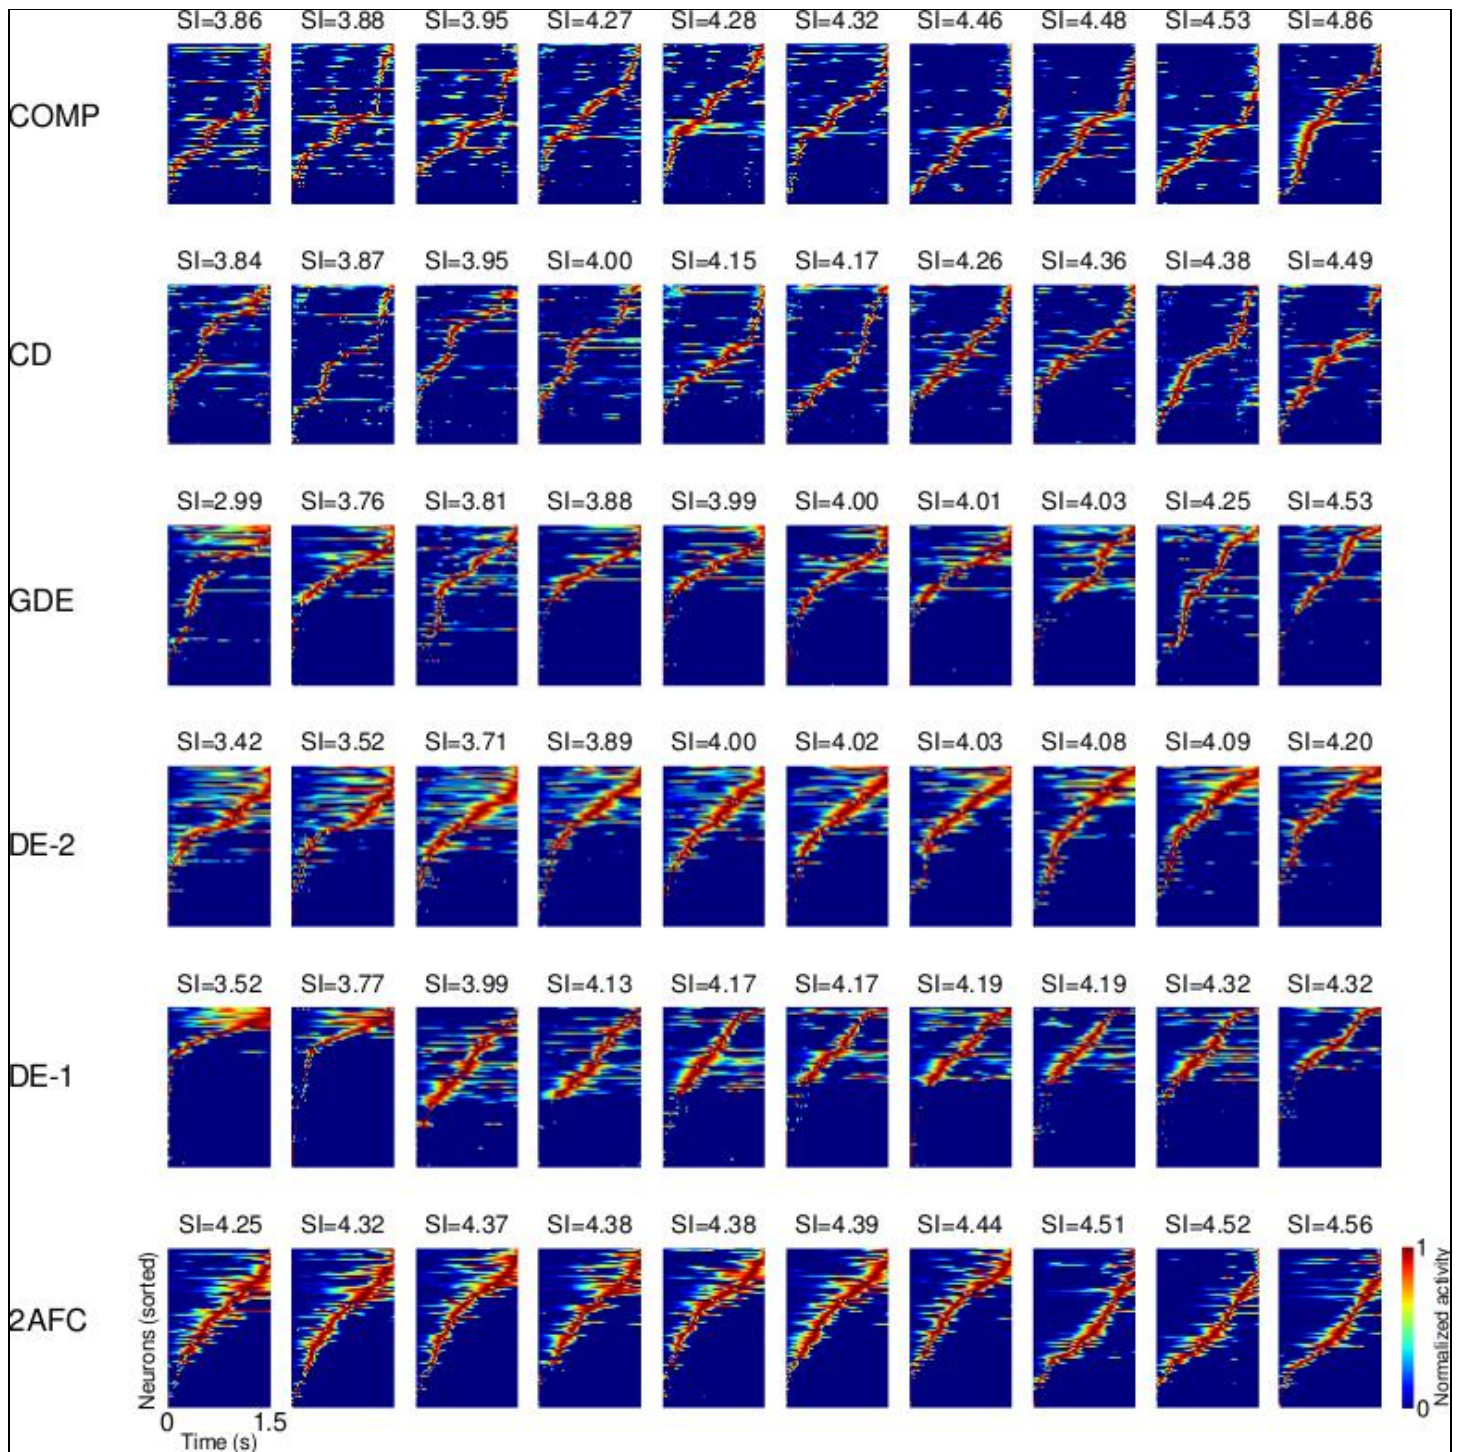 SI=3.86 SI=3.88 SI=3.95 SI=4.27 SI=4.28 SI=4.32 SI=4.46 SI=4.48 SI=4.53 SI=4.86
COMP
SI=3.84 SI=3.87 SI=3.95 SI=4.00 SI=4.15 SI=4.17 SI=4.26 SI=4.36 SI=4.38 SI=4.49
CD
SI=2.99 SI=3.76 SI=3.81 SI=3.88 SI=3.99 SI=4.00 SI=4.01 SI=4.03 SI=4.25 SI=4.53
GDE
SI=3.42 SI=3.52 SI=3.71 SI=3.89 SI=4.00 SI=4.02 SI=4.03 SI=4.08 SI=4.09 SI=4.20
DE-2
SI=3.52 SI=3.77 SI=3.99 SI=4.13 SI=4.17 SI=4.17 SI=4.19 SI=4.19 SI=4.32 SI=4.32
DE-1
SI=4.25 SI=4.32 SI=4.37 SI=4.38 SI=4.38 SI=4.39 SI=4.44 SI=4.51 SI=4.52 SI=4.56
2AFC
Neurons (sorted)
0 1.5
Time (s)
1
0
Normalized activity